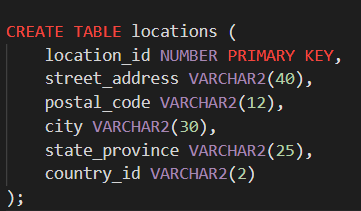 CREATE TABLE locations (
    location_id NUMBER PRIMARY KEY,
    street_address VARCHAR2(40),
    postal_code VARCHAR2(12),
    city VARCHAR2(30),
    state_province VARCHAR2(25),
    country_id VARCHAR2(2)
);